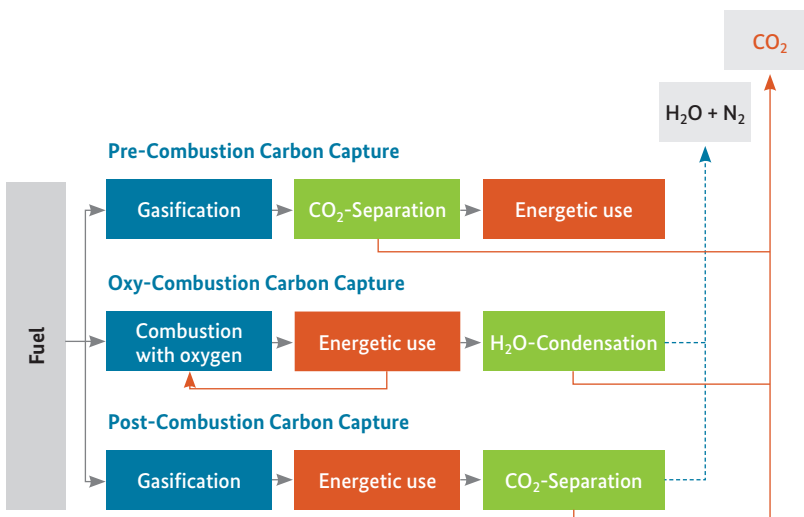 CO₂
H₂O + N₂
Pre-Combustion Carbon Capture
Gasification
CO₂-Separation
Energetic use
Oxy-Combustion Carbon Capture
Fuel
Combustion
with oxygen
Energetic use
H₂O-Condensation
Post-Combustion Carbon Capture
Gasification
Energetic use
CO₂-Separation